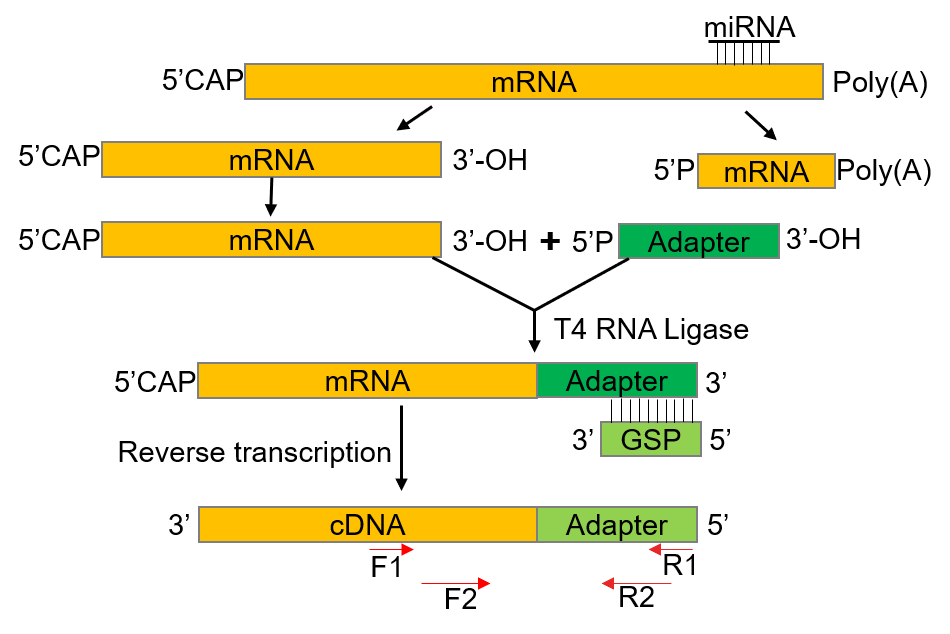 miRNA
5’CAP mRNA Poly(A)
5’CAP mRNA 3’-OH
5’P mRNA Poly(A)
5’CAP mRNA 3’-OH + 5’P Adapter 3’-OH
T4 RNA Ligase
5’CAP mRNA Adapter 3’
3’ GSP 5’
Reverse transcription
3’ cDNA Adapter 5’
F1 R1
F2 R2